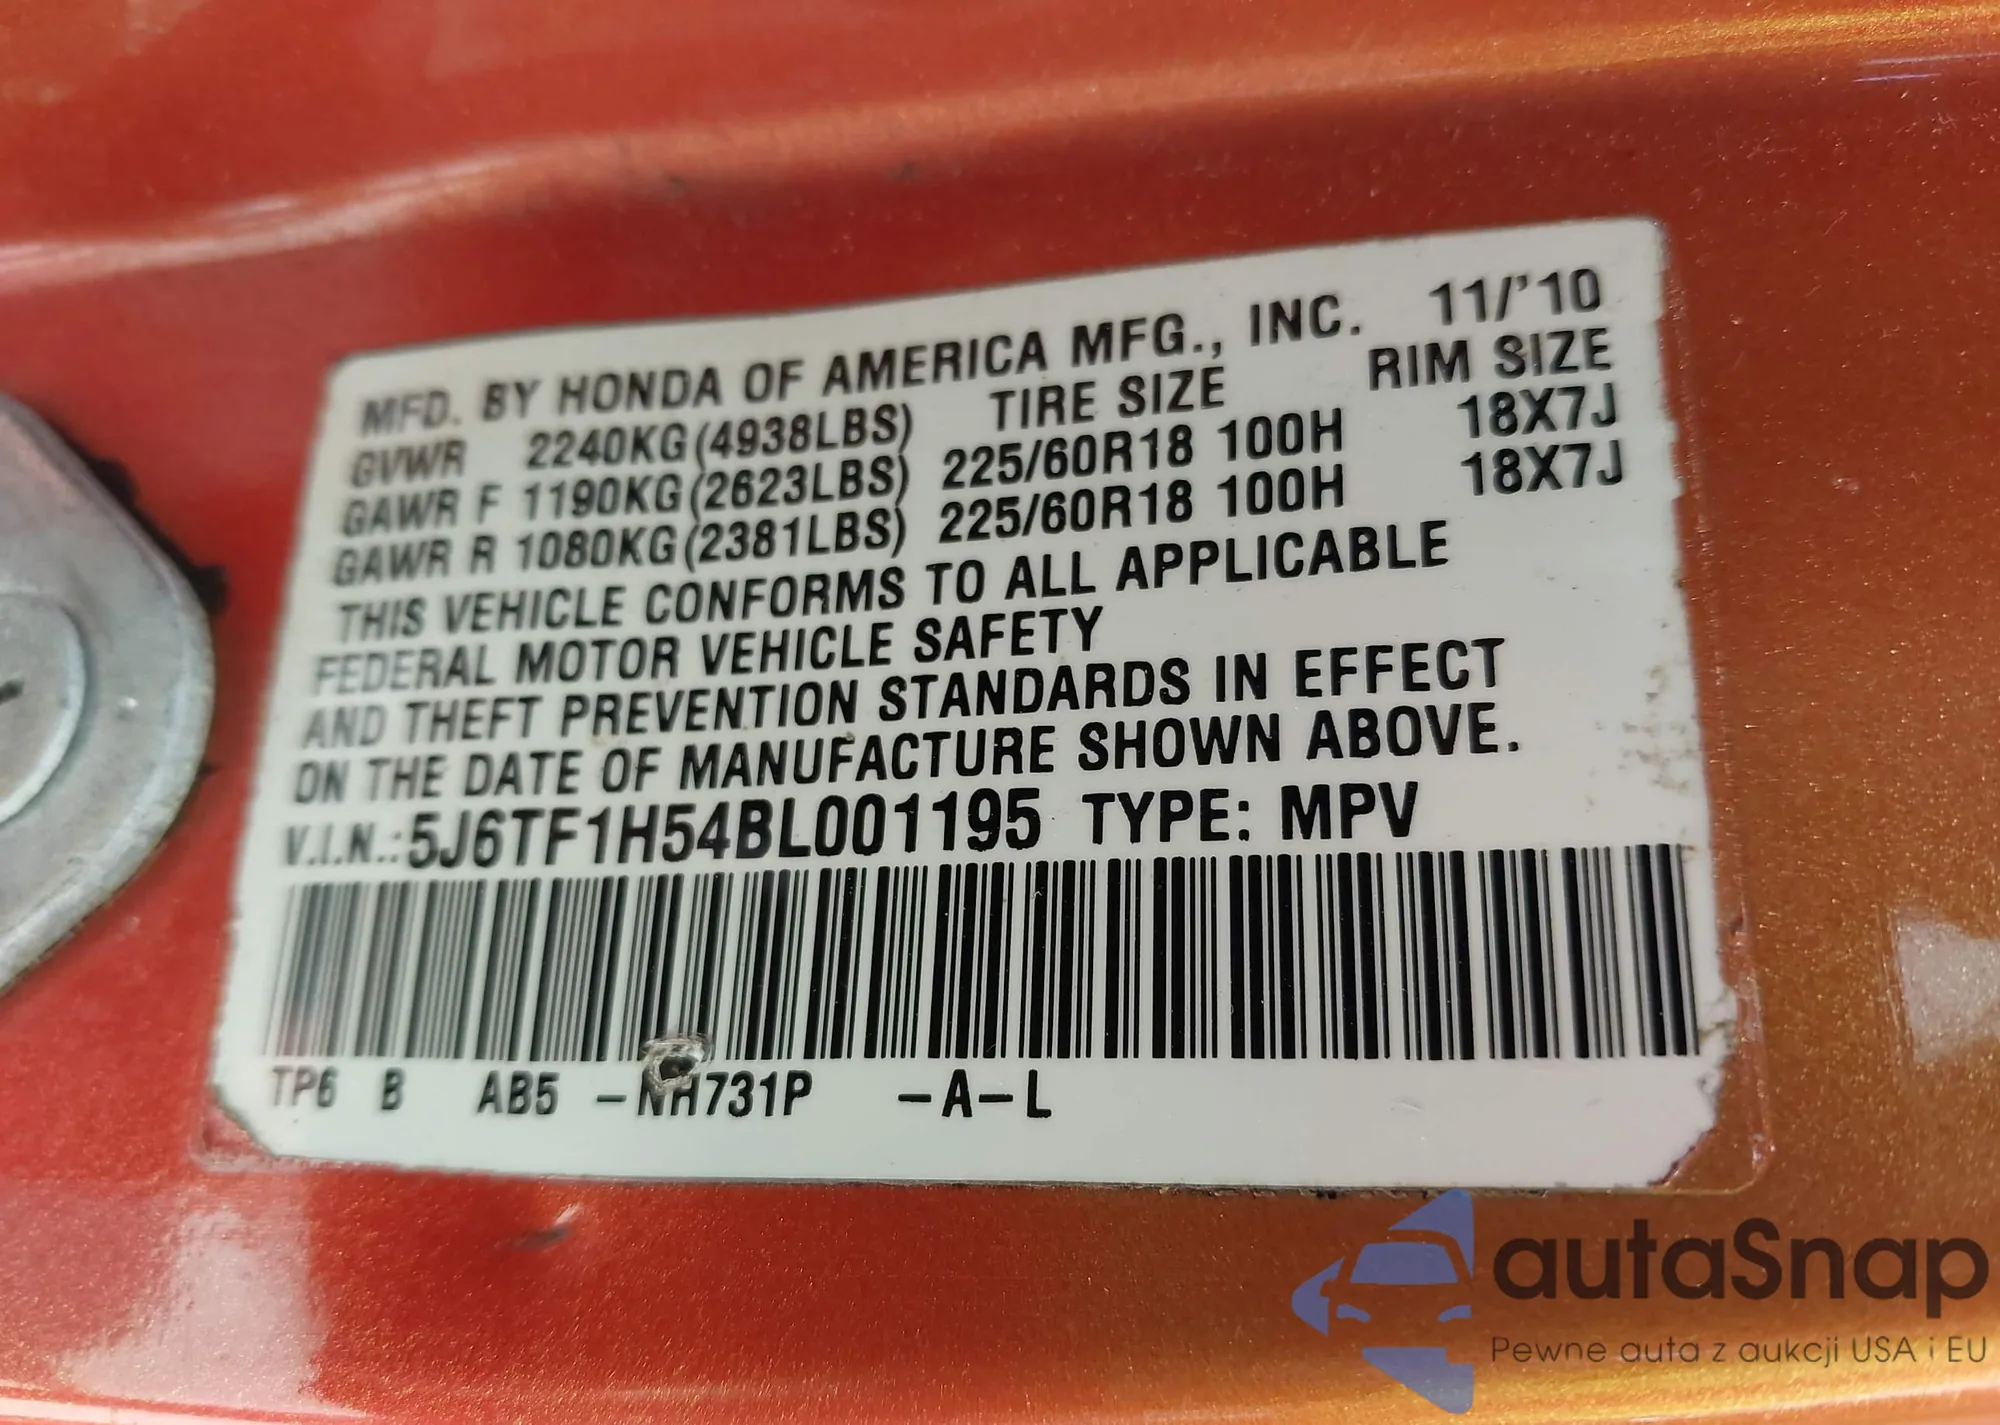 MFD. BY HONDA OF AMERICA MFG., INC. 11/'10
GVWR 2240KG(4938LBS) TIRE SIZE RIM SIZE
GAWR F 1190KG(2623LBS) 225/60R18 100H 18X7J
GAWR R 1080KG(2381LBS) 225/60R18 100H 18X7J
THIS VEHICLE CONFORMS TO ALL APPLICABLE
FEDERAL MOTOR VEHICLE SAFETY
AND THEFT PREVENTION STANDARDS IN EFFECT
ON THE DATE OF MANUFACTURE SHOWN ABOVE.
V.I.N.:5J6TF1H54BL001195 TYPE: MPV
TP6 B AB5 -NH731P -A-L
autaSnap
Pewne auta z aukcji USA i EU